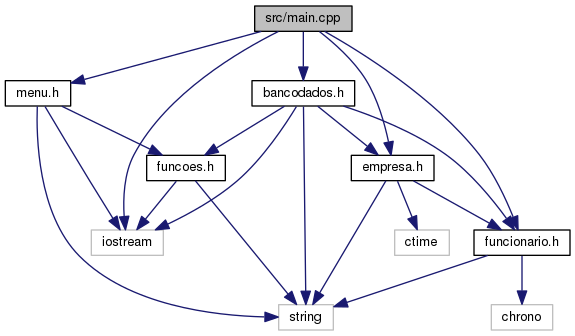 src/main.cpp
menu.h
bancodados.h
funcoes.h
empresa.h
iostream
ctime
funcionario.h
string
chrono